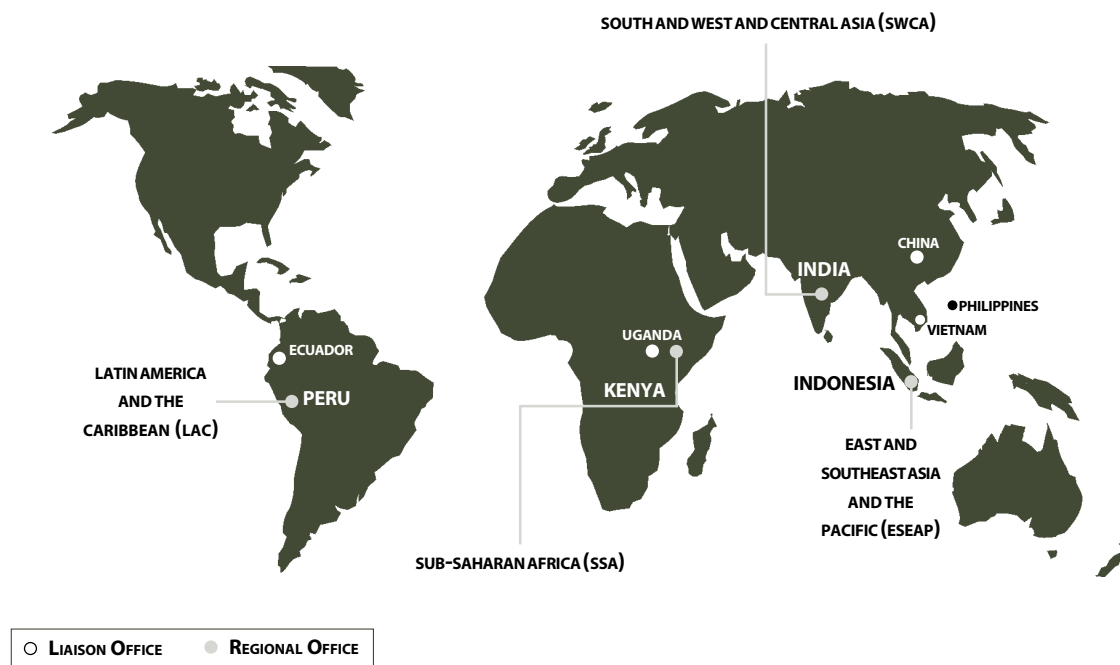 SOUTH AND WEST AND CENTRAL ASIA (SWCA)
CHINA
INDIA
PHILIPPINES
VIETNAM
UGANDA
ECUADOR
LATIN AMERICA
AND THE
CARIBBEAN (LAC)
PERU
KENYA
INDONESIA
EAST AND
SOUTHEAST ASIA
AND THE
PACIFIC (ESEAP)
SUB-SAHARAN AFRICA (SSA)
LIAISON OFFICE
REGIONAL OFFICE